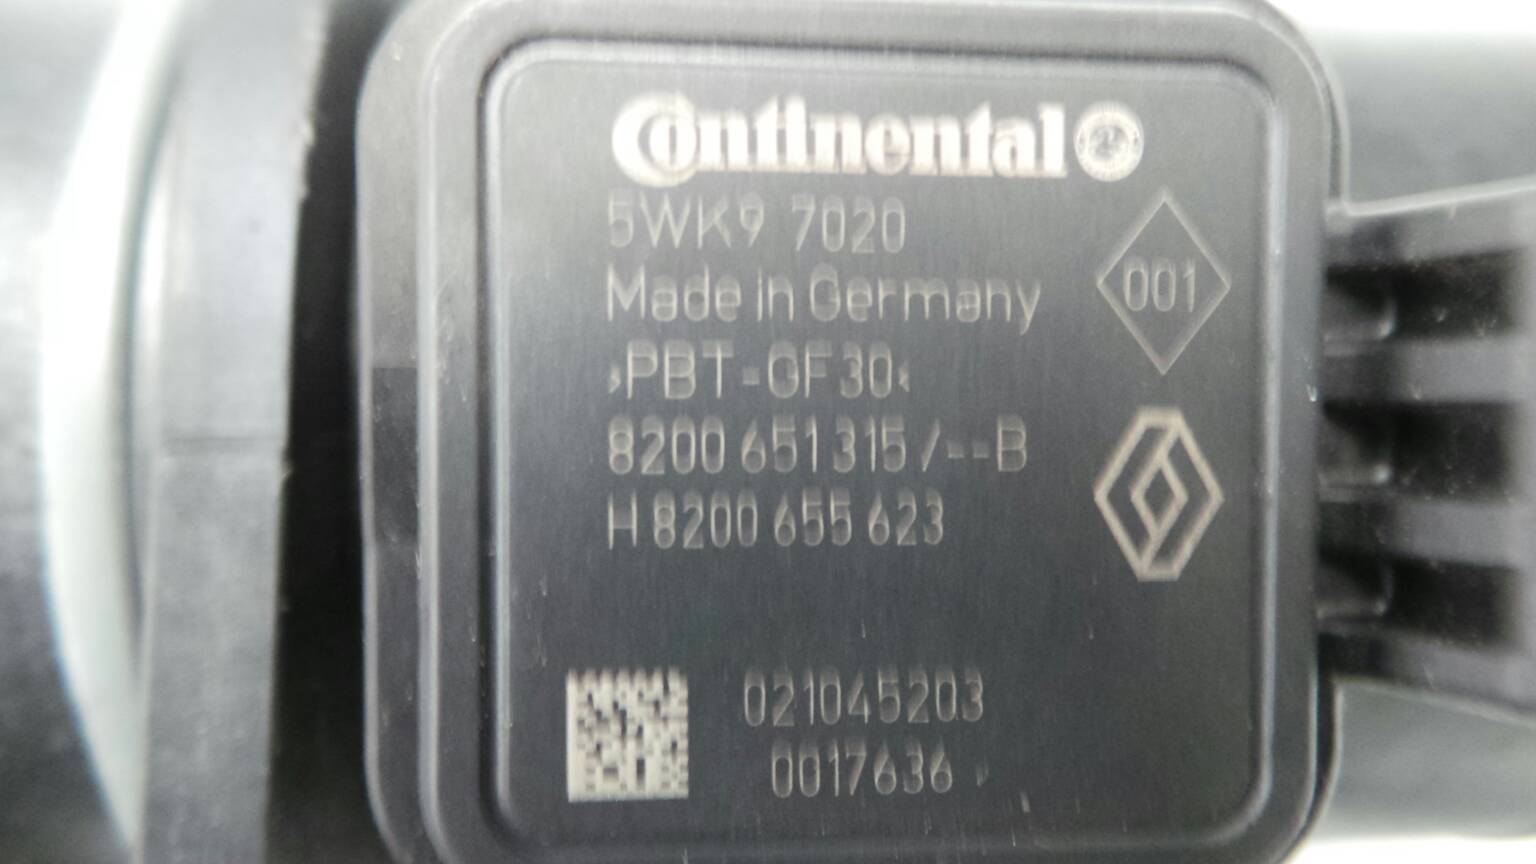 Continental
5WK9 7020
Made in Germany
001
>PBT-GF30<
8200 651 315 / -- B
H 8200 655 623
021045203
0017636